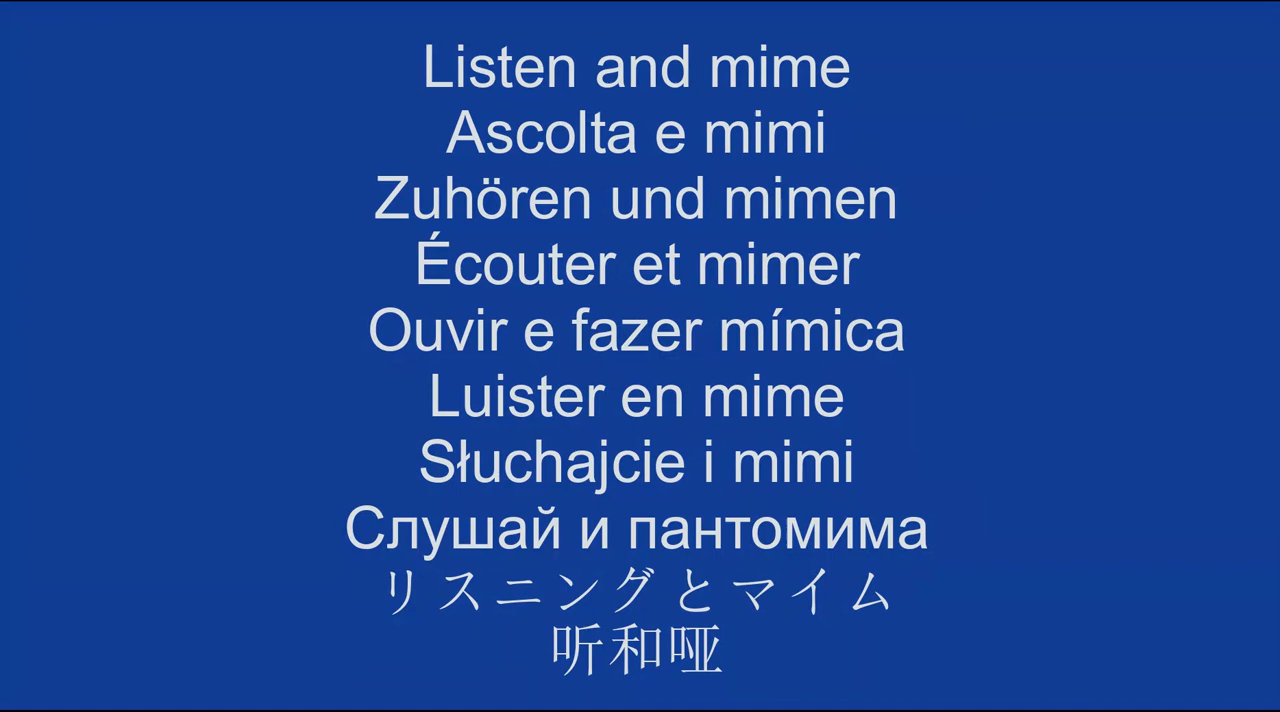 Listen and mime
Ascolta e mimi
Zuhören und mimen
Écouter et mimer
Ouvir e fazer mímica
Luister en mime
Słuchajcie i mimi
Слушай и пантомима
リスニングとマイム
听和哑